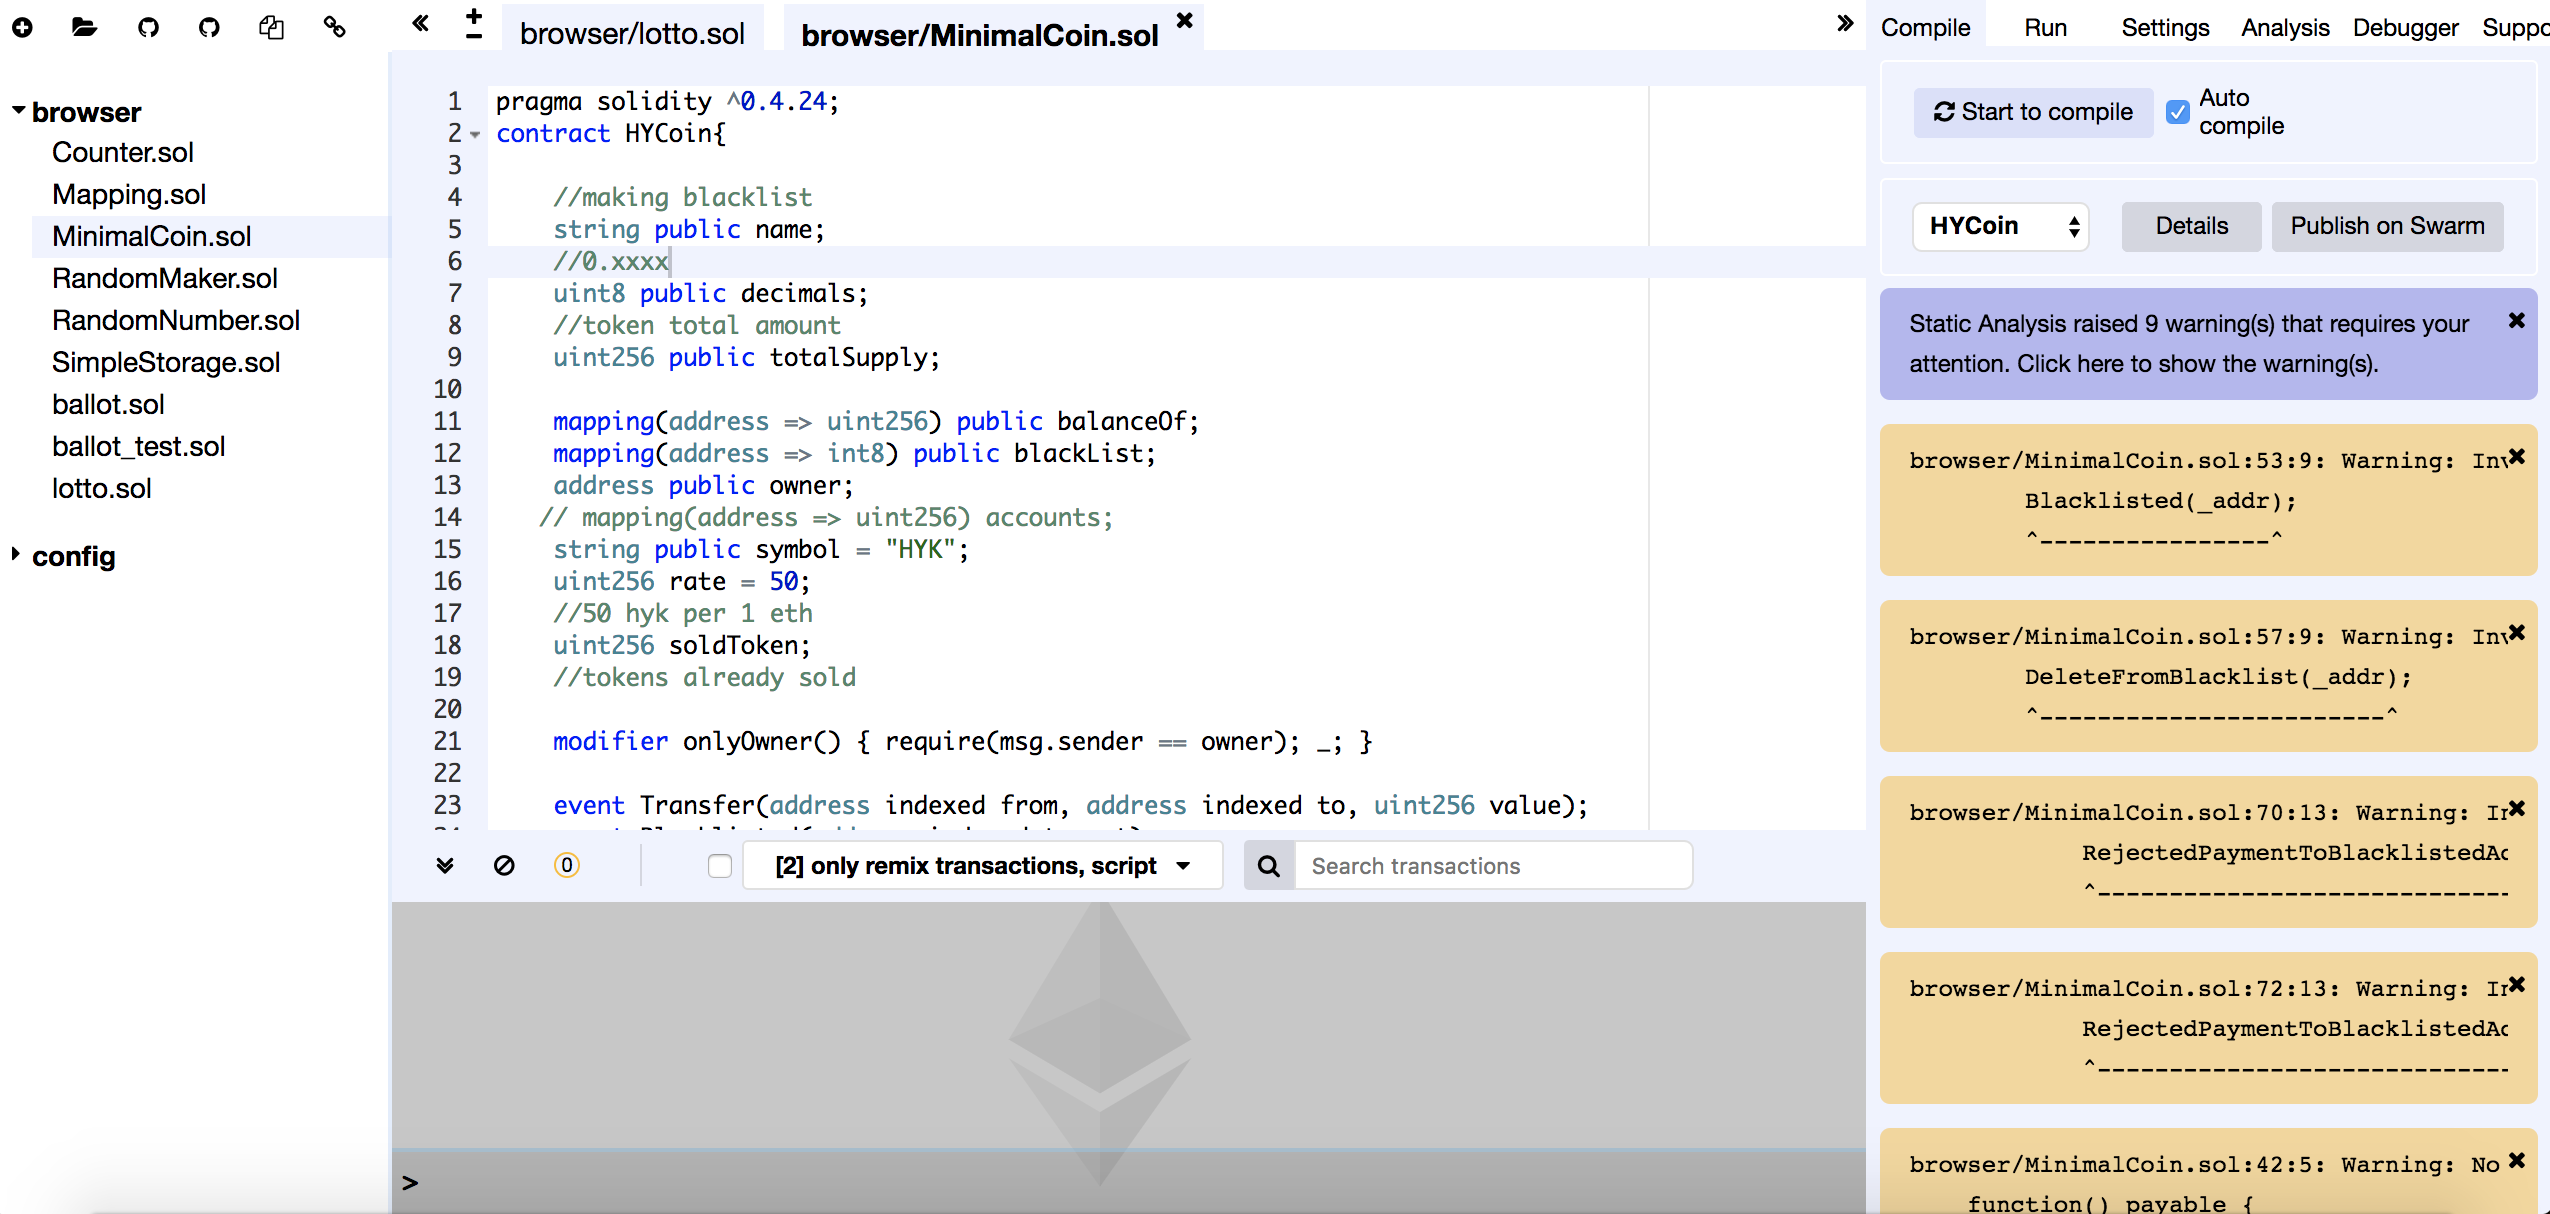 browser/lotto.sol
browser/MinimalCoin.sol
Compile Run Settings Analysis Debugger Suppo
browser
Counter.sol
Mapping.sol
MinimalCoin.sol
RandomMaker.sol
RandomNumber.sol
SimpleStorage.sol
ballot.sol
ballot_test.sol
lotto.sol
config
1 pragma solidity ^0.4.24;
2 contract HYCoin{
3
4 //making blacklist
5 string public name;
6 //0.xxxx
7 uint8 public decimals;
8 //token total amount
9 uint256 public totalSupply;
10
11 mapping(address => uint256) public balanceOf;
12 mapping(address => int8) public blackList;
13 address public owner;
14 // mapping(address => uint256) accounts;
15 string public symbol = "HYK";
16 uint256 rate = 50;
17 //50 hyk per 1 eth
18 uint256 soldToken;
19 //tokens already sold
20
21 modifier onlyOwner() { require(msg.sender == owner); _; }
22
23 event Transfer(address indexed from, address indexed to, uint256 value);
0
[2] only remix transactions, script
Search transactions
>
Start to compile
Auto
compile
HYCoin
Details
Publish on Swarm
Static Analysis raised 9 warning(s) that requires your
attention. Click here to show the warning(s).
browser/MinimalCoin.sol:53:9: Warning: Inv
Blacklisted(_addr);
^----------------^
browser/MinimalCoin.sol:57:9: Warning: Inv
DeleteFromBlacklist(_addr);
^------------------------^
browser/MinimalCoin.sol:70:13: Warning: In
RejectedPaymentToBlacklistedAc
^-----------------------------
browser/MinimalCoin.sol:72:13: Warning: In
RejectedPaymentToBlacklistedAc
^-----------------------------
browser/MinimalCoin.sol:42:5: Warning: No
function() payable {